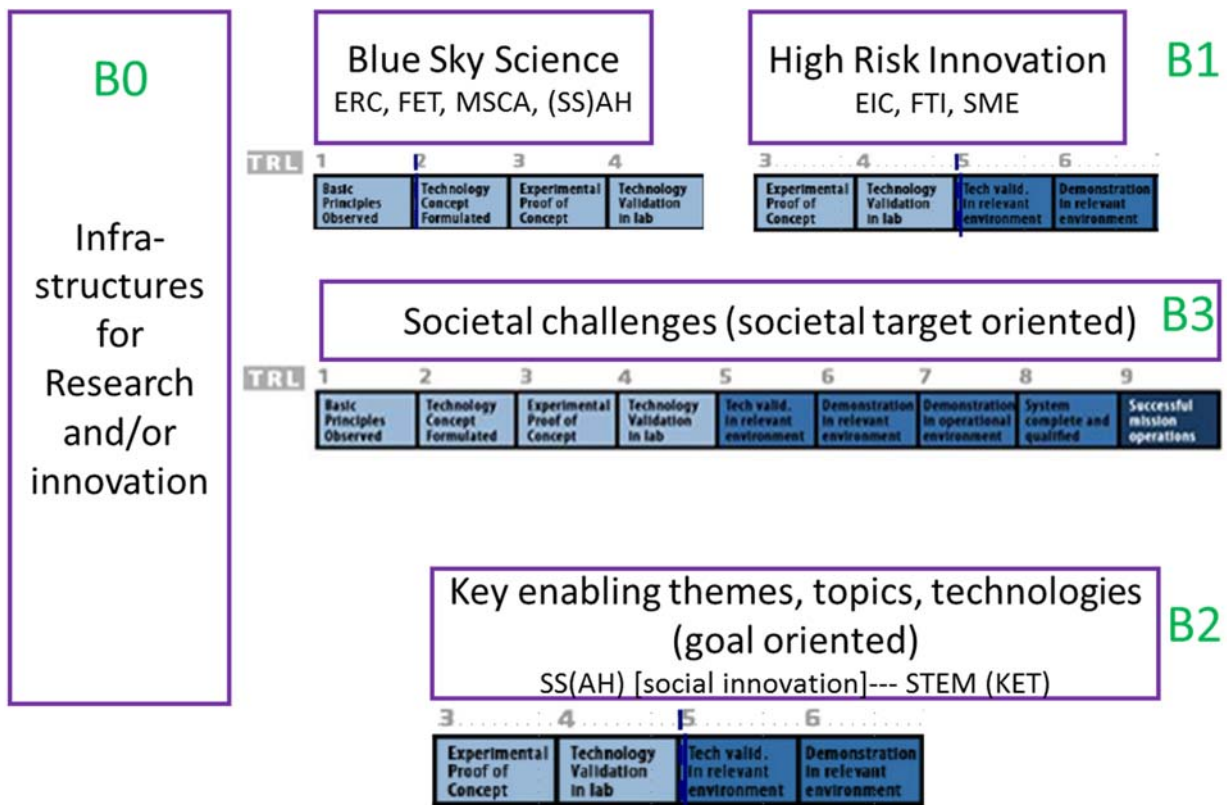 B0
Infra-
structures
for
Research
and/or
innovation
Blue Sky Science
ERC, FET, MSCA, (SS)AH
TRL 1 2 3 4
Basic Principles Observed
Technology Concept Formulated
Experimental Proof of Concept
Technology Validation in lab
High Risk Innovation
EIC, FTI, SME
B1
3 4 5 6
Experimental Proof of Concept
Technology Validation in lab
Tech valid. in relevant environment
Demonstration in relevant environment
Societal challenges (societal target oriented)
B3
TRL 1 2 3 4 5 6 7 8 9
Basic Principles Observed
Technology Concept Formulated
Experimental Proof of Concept
Technology Validation in lab
Tech valid. in relevant environment
Demonstration in relevant environment
Demonstration in operational environment
System complete and qualified
Successful mission operations
Key enabling themes, topics, technologies
(goal oriented)
SS(AH) [social innovation]--- STEM (KET)
B2
3 4 5 6
Experimental Proof of Concept
Technology Validation in lab
Tech valid. in relevant environment
Demonstration in relevant environment